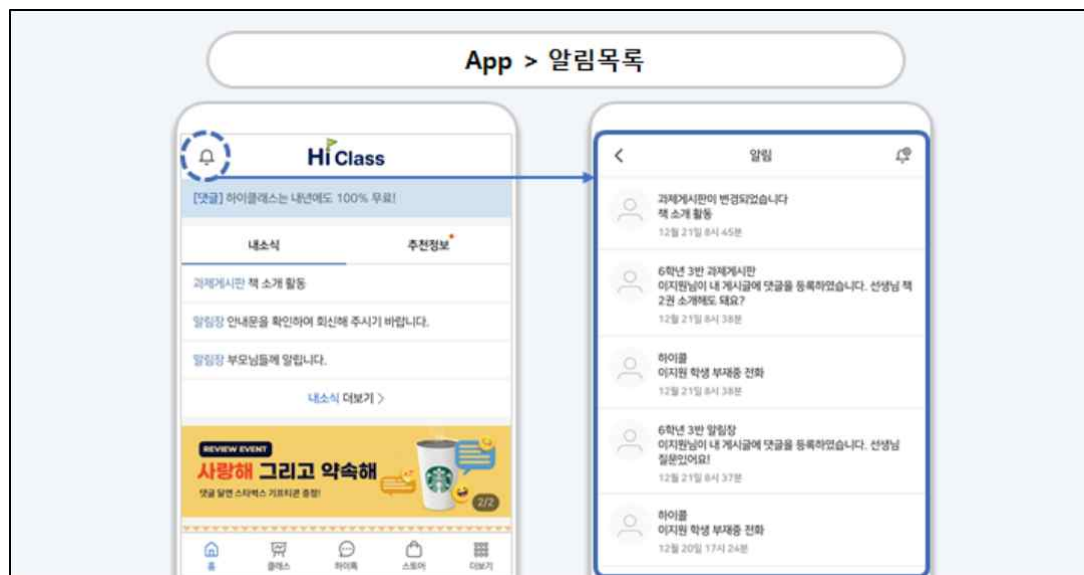 App > 알림목록
Hi Class
[댓글] 하이클래스는 내년에도 100% 무료!
내소식
추천정보
과제게시판 책 소개 활동
알림장 안내문을 확인하여 회신해 주시기 바랍니다.
알림장 부모님들께 알립니다.
내소식 더보기 >
REVIEW EVENT
사랑해 그리고 약속해
댓글 달면 스타벅스 기프티콘 증정!
2/2
홈
클래스
하이톡
스토어
더보기
알림
과제게시판이 변경되었습니다
책 소개 활동
12월 21일 8시 45분
6학년 3반 과제게시판
이지원님이 내 게시글에 댓글을 등록하였습니다. 선생님 책
2권 소개해도 돼요?
12월 21일 8시 38분
하이콜
이지원 학생 부재중 전화
12월 21일 8시 38분
6학년 3반 알림장
이지원님이 내 게시글에 댓글을 등록하였습니다. 선생님
질문있어요!
12월 21일 8시 37분
하이콜
이지원 학생 부재중 전화
12월 20일 17시 24분